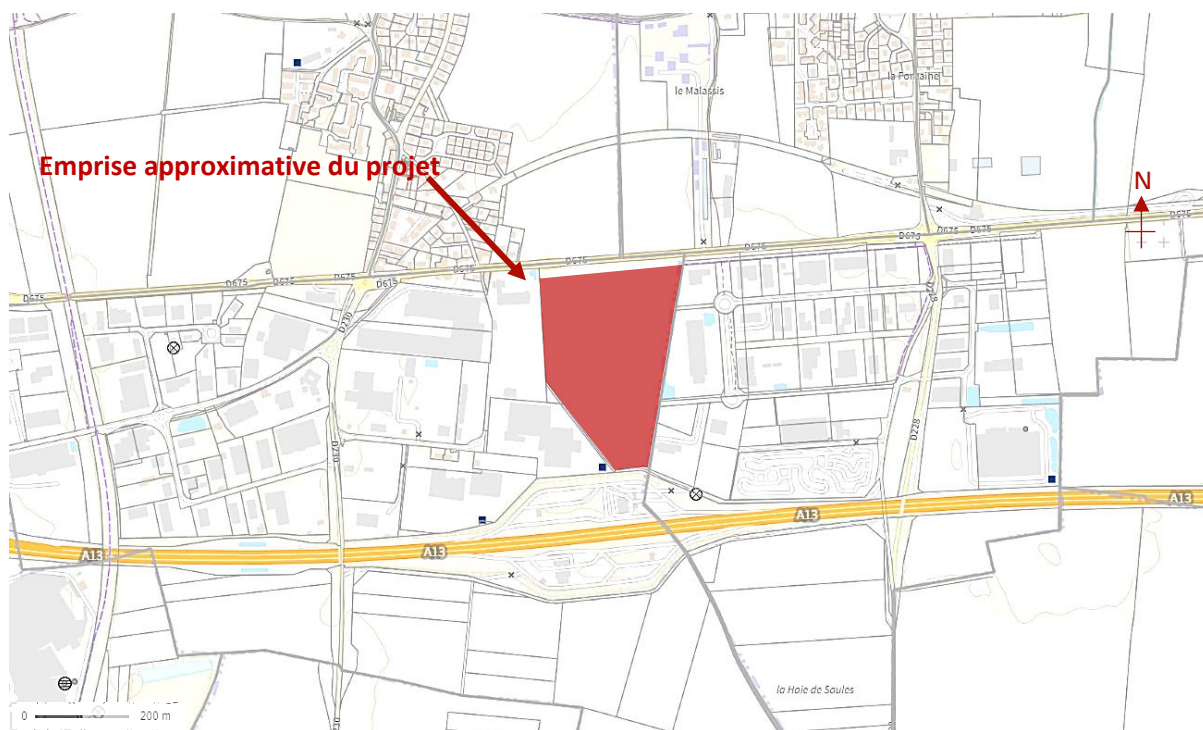 le Malassis
la Fontaine
Emprise approximative du projet
N
D675
D675
D675
D675
D675
D675
D675
D675
D675
D615
D230
D228
D230
D228
A13
A13
A13
A13
la Haie de Saules
0
200 m